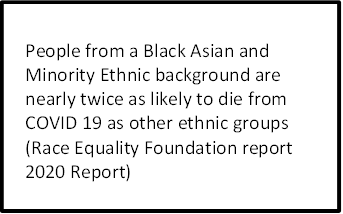 People from a Black Asian and
Minority Ethnic background are
nearly twice as likely to die from
COVID 19 as other ethnic groups
(Race Equality Foundation report
2020 Report)